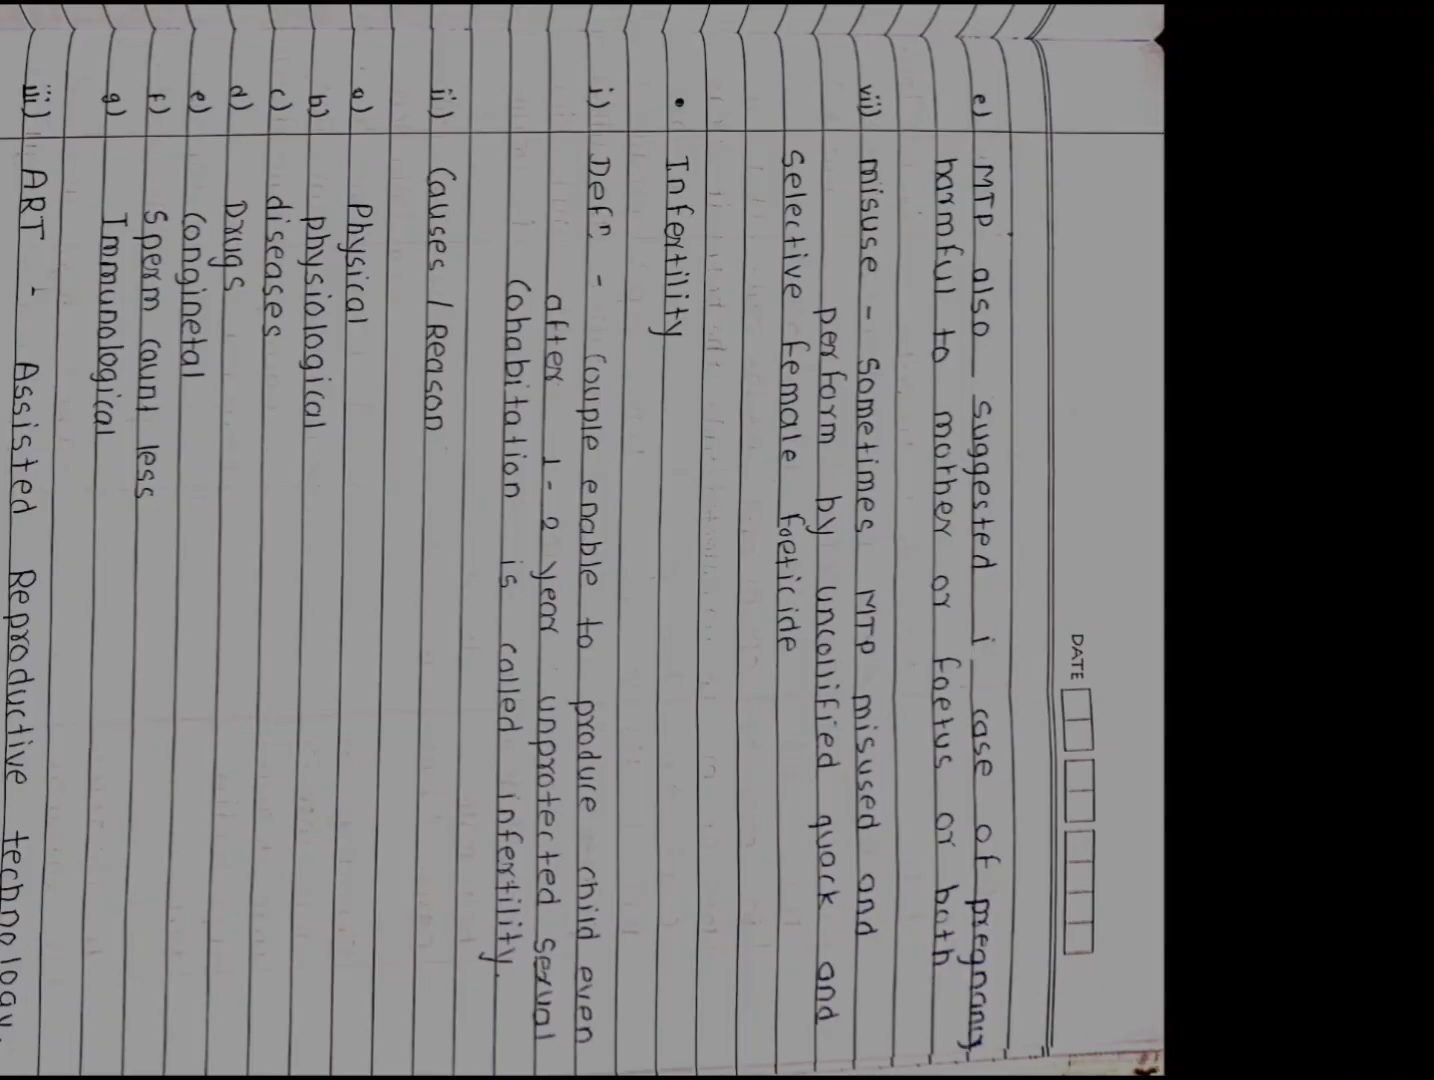 DATE
e) MTP also suggested i case of pregnancy
harmful to mother or foetus or both
vii) misuse - Sometimes MTP misused and
perform by uncollified quack and
selective female foeticide
• Infertility
i) Defⁿ. - Couple enable to produce child even
after 1-2 year unprotected sexual
Cohabitation is called infertility.
ii) Causes / Reason
a) Physical
b) physiological
c) diseases
d) Drugs
e) Conginetal
f) Sperm count less
g) Immunological
iii) ART - Assisted Reproductive technology.